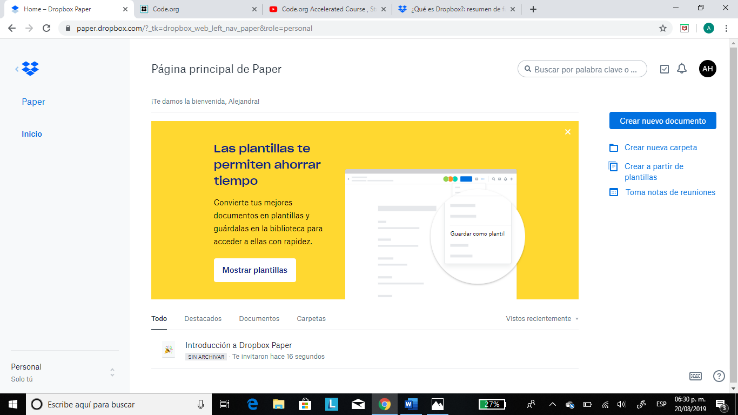 Home – Dropbox Paper
Code.org
Code.org Accelerated Course
¿Qué es Dropbox?: resumen de
paper.dropbox.com/?_tk=dropbox_web_left_nav_paper&role=personal
A
Página principal de Paper
Buscar por palabra clave o ...
AH
Paper
Inicio
¡Te damos la bienvenida, Alejandra!
Las plantillas te
permiten ahorrar
tiempo
Convierte tus mejores
documentos en plantillas y
guárdalas en la biblioteca para
acceder a ellas con rapidez.
Mostrar plantillas
Guardar como plantil
Crear nuevo documento
Crear nueva carpeta
Crear a partir de
plantillas
Toma notas de reuniones
Todo Destacados Documentos Carpetas Vistos recientemente
Introducción a Dropbox Paper
SIN ARCHIVAR Te invitaron hace 16 segundos
Personal
Solo tú
Escribe aquí para buscar
27%
ESP
06:30 p. m.
20/03/2019
3